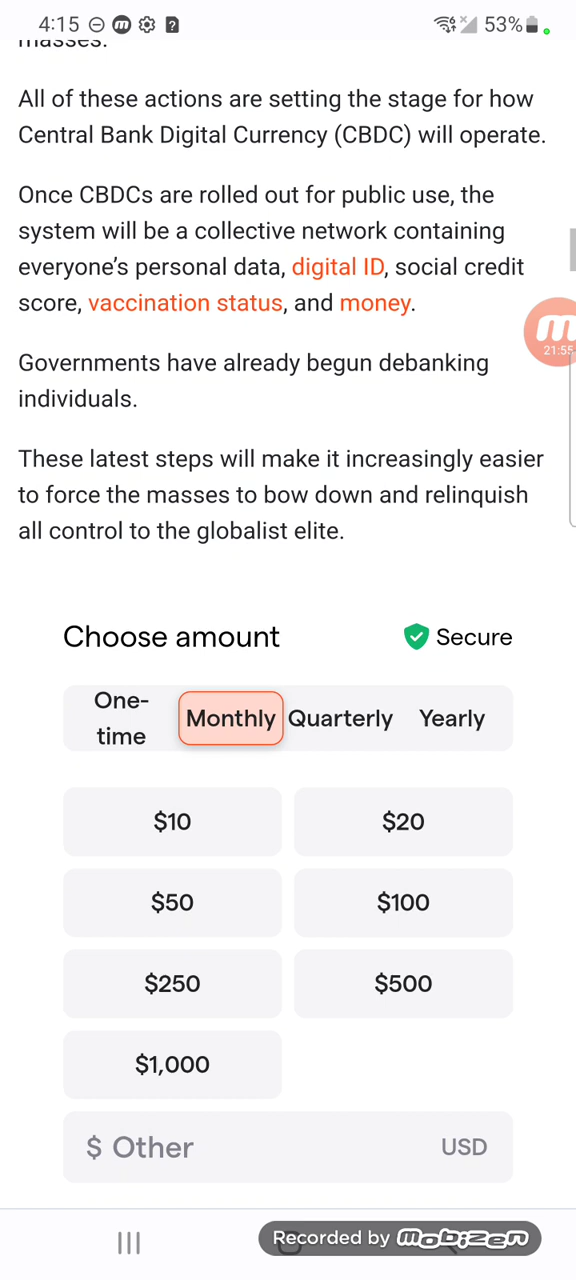 4:15 53%
masses.
All of these actions are setting the stage for how
Central Bank Digital Currency (CBDC) will operate.
Once CBDCs are rolled out for public use, the
system will be a collective network containing
everyone’s personal data, digital ID, social credit
score, vaccination status, and money.
m
21:55
Governments have already begun debanking
individuals.
These latest steps will make it increasingly easier
to force the masses to bow down and relinquish
all control to the globalist elite.
Choose amount Secure
One-
time
Monthly Quarterly Yearly
$10 $20
$50 $100
$250 $500
$1,000
$ Other USD
Recorded by mobizen